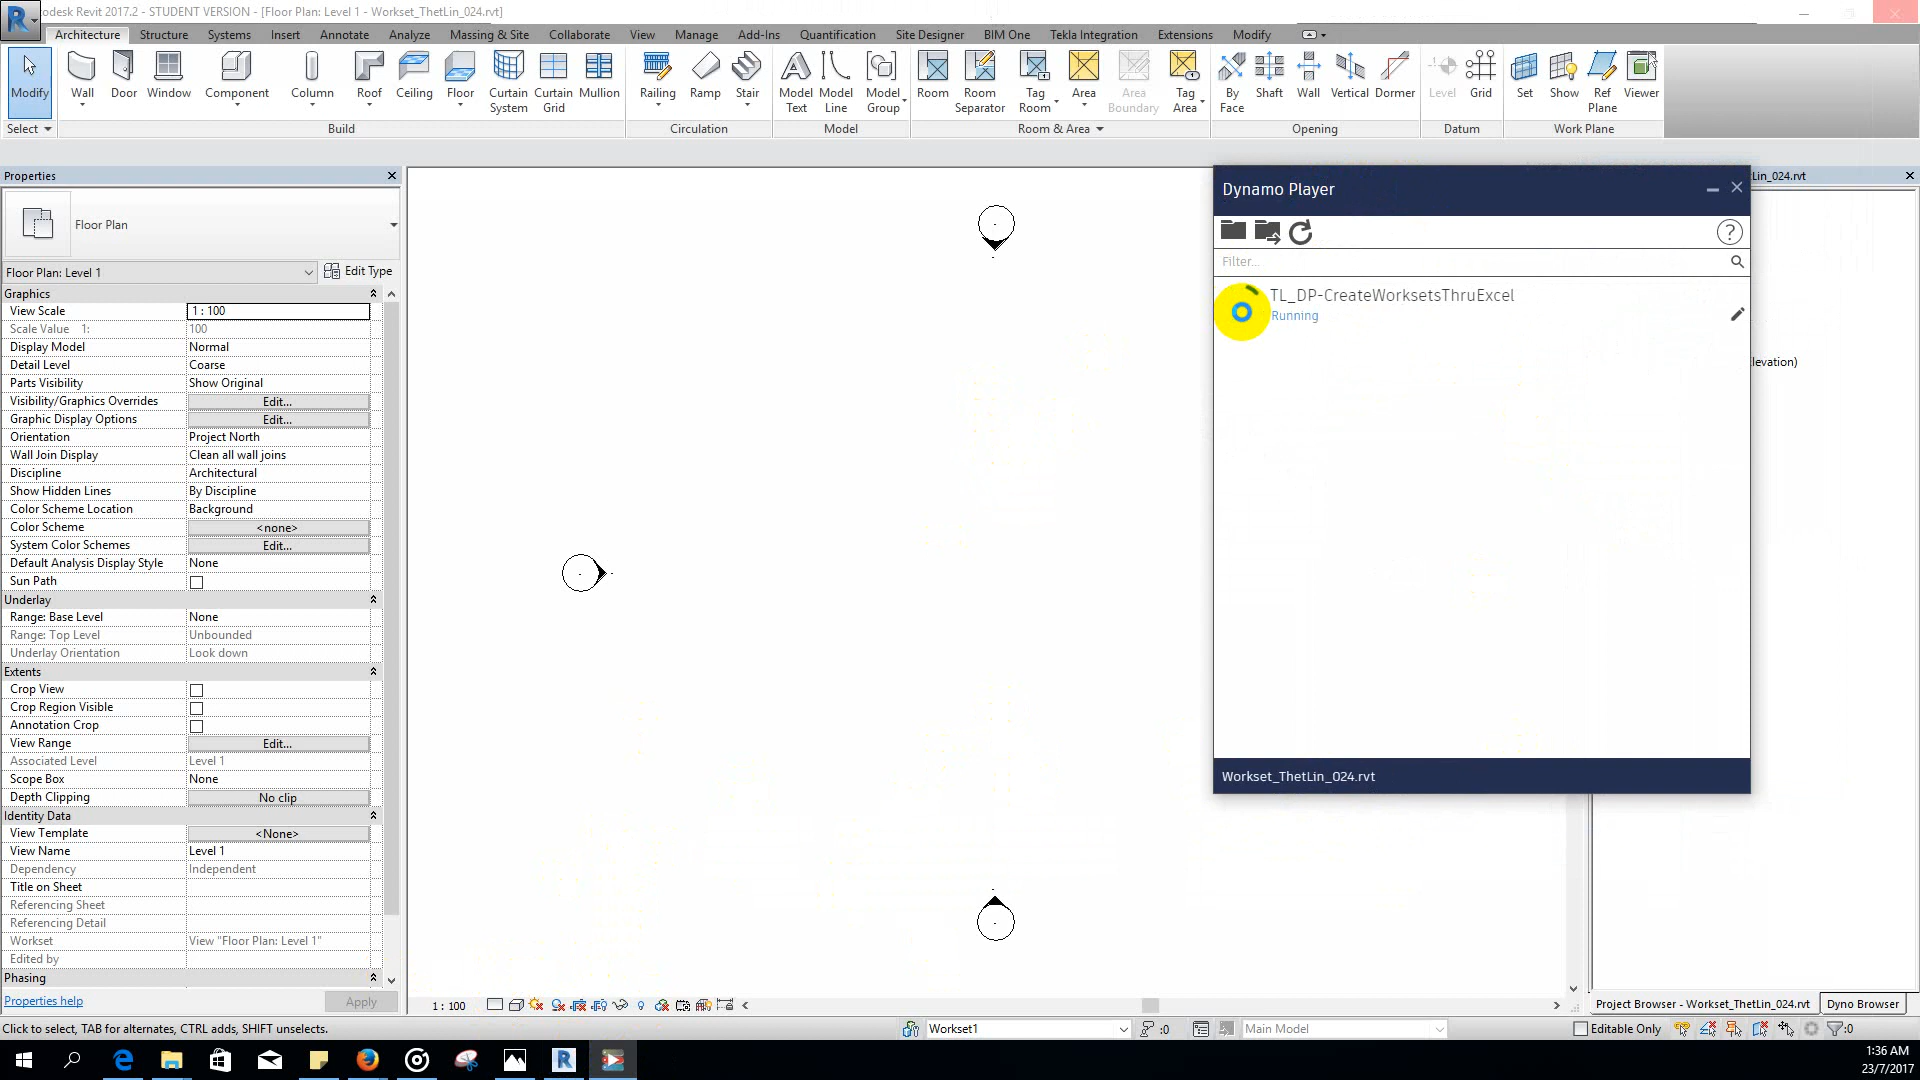 odesk Revit 2017.2 - STUDENT VERSION - [Floor Plan: Level 1 - Workset_ThetLin_024.rvt]
Architecture Structure Systems Insert Annotate Analyze Massing & Site Collaborate View Manage Add-Ins Quantification Site Designer BIM One Tekla Integration Extensions Modify
Modify Wall Door Window Component Column Roof Ceiling Floor Curtain System Curtain Grid Mullion Railing Ramp Stair Model Text Model Line Model Group Room Room Separator Tag Room Area Area Boundary Tag Area By Face Shaft Wall Vertical Dormer Level Grid Set Show Ref Plane Viewer
Select Build Circulation Model Room & Area Opening Datum Work Plane
Properties
Floor Plan
Floor Plan: Level 1 Edit Type
Graphics
View Scale 1 : 100
Scale Value 1: 100
Display Model Normal
Detail Level Coarse
Parts Visibility Show Original
Visibility/Graphics Overrides Edit...
Graphic Display Options Edit...
Orientation Project North
Wall Join Display Clean all wall joins
Discipline Architectural
Show Hidden Lines By Discipline
Color Scheme Location Background
Color Scheme <none>
System Color Schemes Edit...
Default Analysis Display Style None
Sun Path
Underlay
Range: Base Level None
Range: Top Level Unbounded
Underlay Orientation Look down
Extents
Crop View
Crop Region Visible
Annotation Crop
View Range Edit...
Associated Level Level 1
Scope Box None
Depth Clipping No clip
Identity Data
View Template <None>
View Name Level 1
Dependency Independent
Title on Sheet
Referencing Sheet
Referencing Detail
Workset View "Floor Plan: Level 1"
Edited by
Phasing
Properties help Apply
Dynamo Player
Filter...
TL_DP-CreateWorksetsThruExcel
Running
Workset_ThetLin_024.rvt
Lin_024.rvt
levation)
1 : 100
Project Browser - Workset_ThetLin_024.rvt Dyno Browser
Click to select, TAB for alternates, CTRL adds, SHIFT unselects. Workset1 :0 Main Model Editable Only :0
1:36 AM
23/7/2017